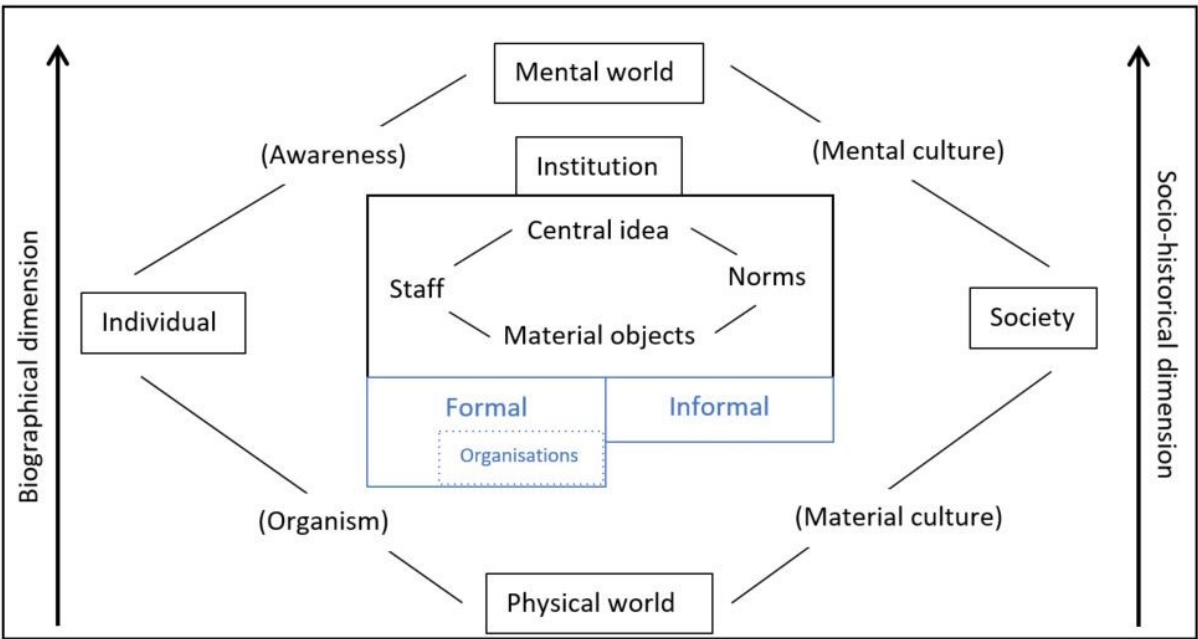 Mental world
(Awareness)
(Mental culture)
Institution
Central idea
Staff
Norms
Material objects
Individual
Society
Formal
Informal
Organisations
(Organism)
(Material culture)
Physical world
Biographical dimension
Socio-historical dimension